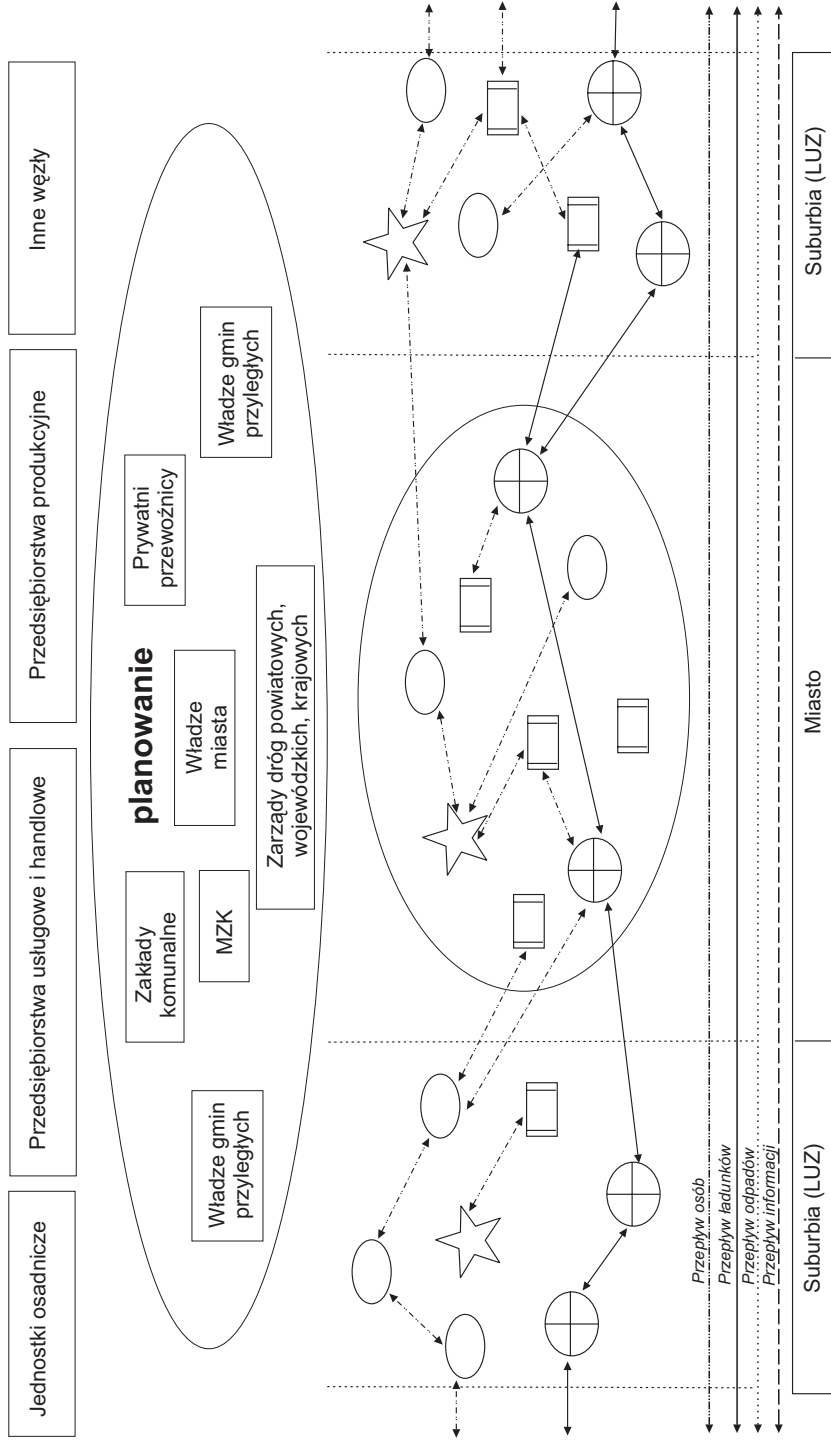 Jednostki osadnicze
Przedsiębiorstwa usługowe i handlowe
Przedsiębiorstwa produkcyjne
Inne węzły
planowanie
Władze gmin
przyległych
Zakłady
komunalne
MZK
Władze
miasta
Zarządy dróg powiatowych,
wojewódzkich, krajowych
Prywatni
przewoźnicy
Władze gmin
przyległych
Przepływ osób
Przepływ ładunków
Przepływ odpadów
Przepływ informacji
Suburbia (LUZ)
Miasto
Suburbia (LUZ)